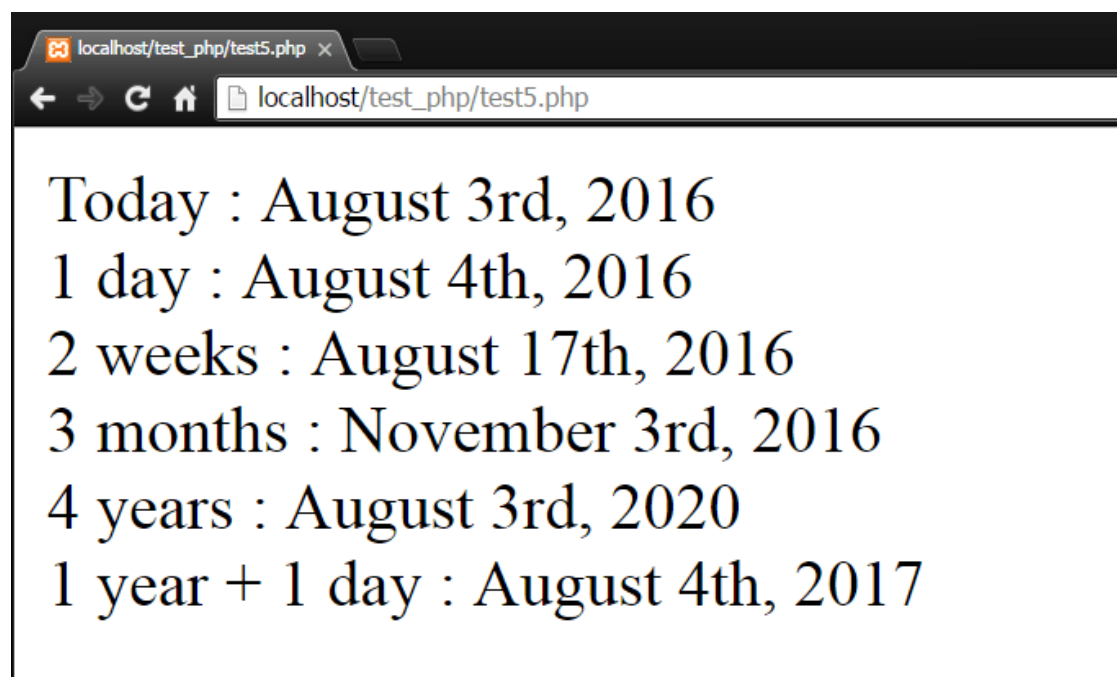 localhost/test_php/test5.php
localhost/test_php/test5.php
Today : August 3rd, 2016
1 day : August 4th, 2016
2 weeks : August 17th, 2016
3 months : November 3rd, 2016
4 years : August 3rd, 2020
1 year + 1 day : August 4th, 2017